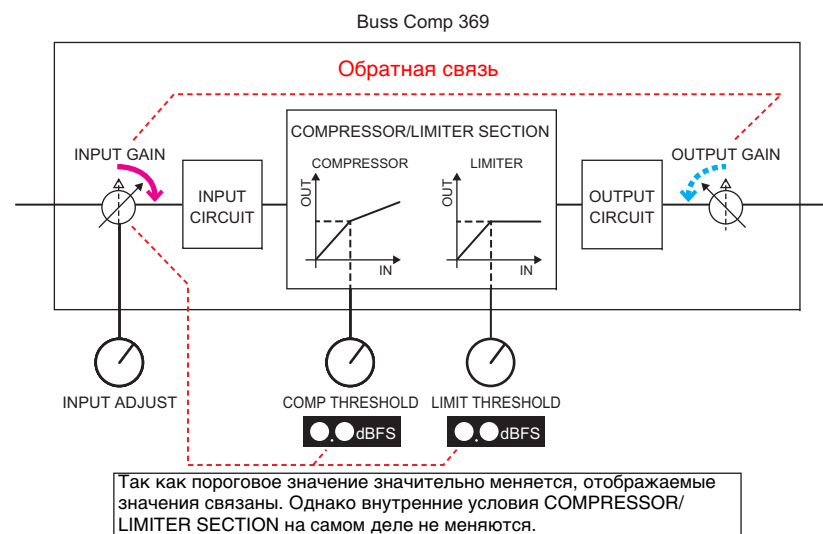 Buss Comp 369
Обратная связь
COMPRESSOR/LIMITER SECTION
INPUT GAIN
OUTPUT GAIN
COMPRESSOR
LIMITER
OUT
OUT
INPUT
CIRCUIT
OUTPUT
CIRCUIT
IN
IN
INPUT ADJUST
COMP THRESHOLD
LIMIT THRESHOLD
dBFS
dBFS
Так как пороговое значение значительно меняется, отображаемые
значения связаны. Однако внутренние условия COMPRESSOR/
LIMITER SECTION на самом деле не меняются.